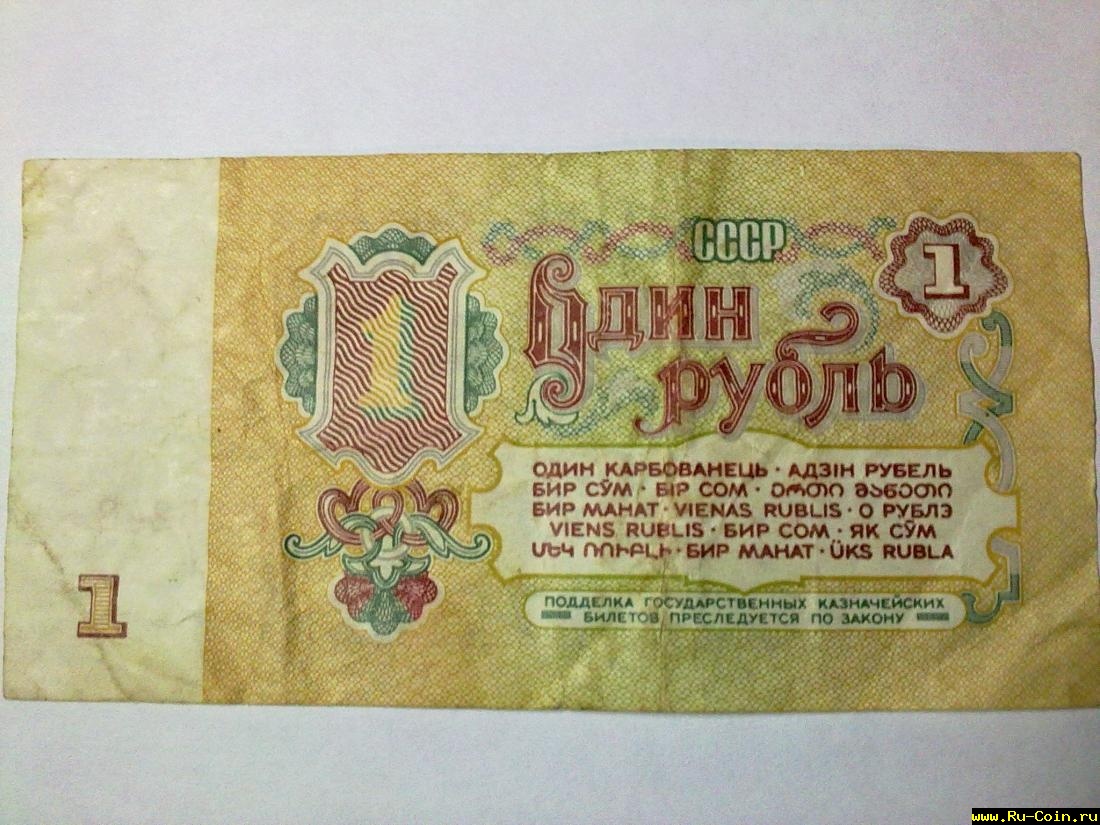 СССР
1
Один
рубль
1
ОДИН КАРБОВАНЕЦЬ · АДЗІН РУБЕЛЬ
БИР СЎМ · БІР СОМ · ᲔᲠᲗᲘ ᲛᲐᲜᲔᲗᲘ
БИР МАНАТ · VIENAS RUBLIS · О РУБЛЭ
VIENS RUBLIS · БИР СОМ · ЯК СЎМ
ՄԵԿ ՌՈՒԲԼԻ · БИР МАНАТ · ÜKS RUBLA
ПОДДЕЛКА ГОСУДАРСТВЕННЫХ КАЗНАЧЕЙСКИХ
БИЛЕТОВ ПРЕСЛЕДУЕТСЯ ПО ЗАКОНУ
1
www.Ru-Coin.ru